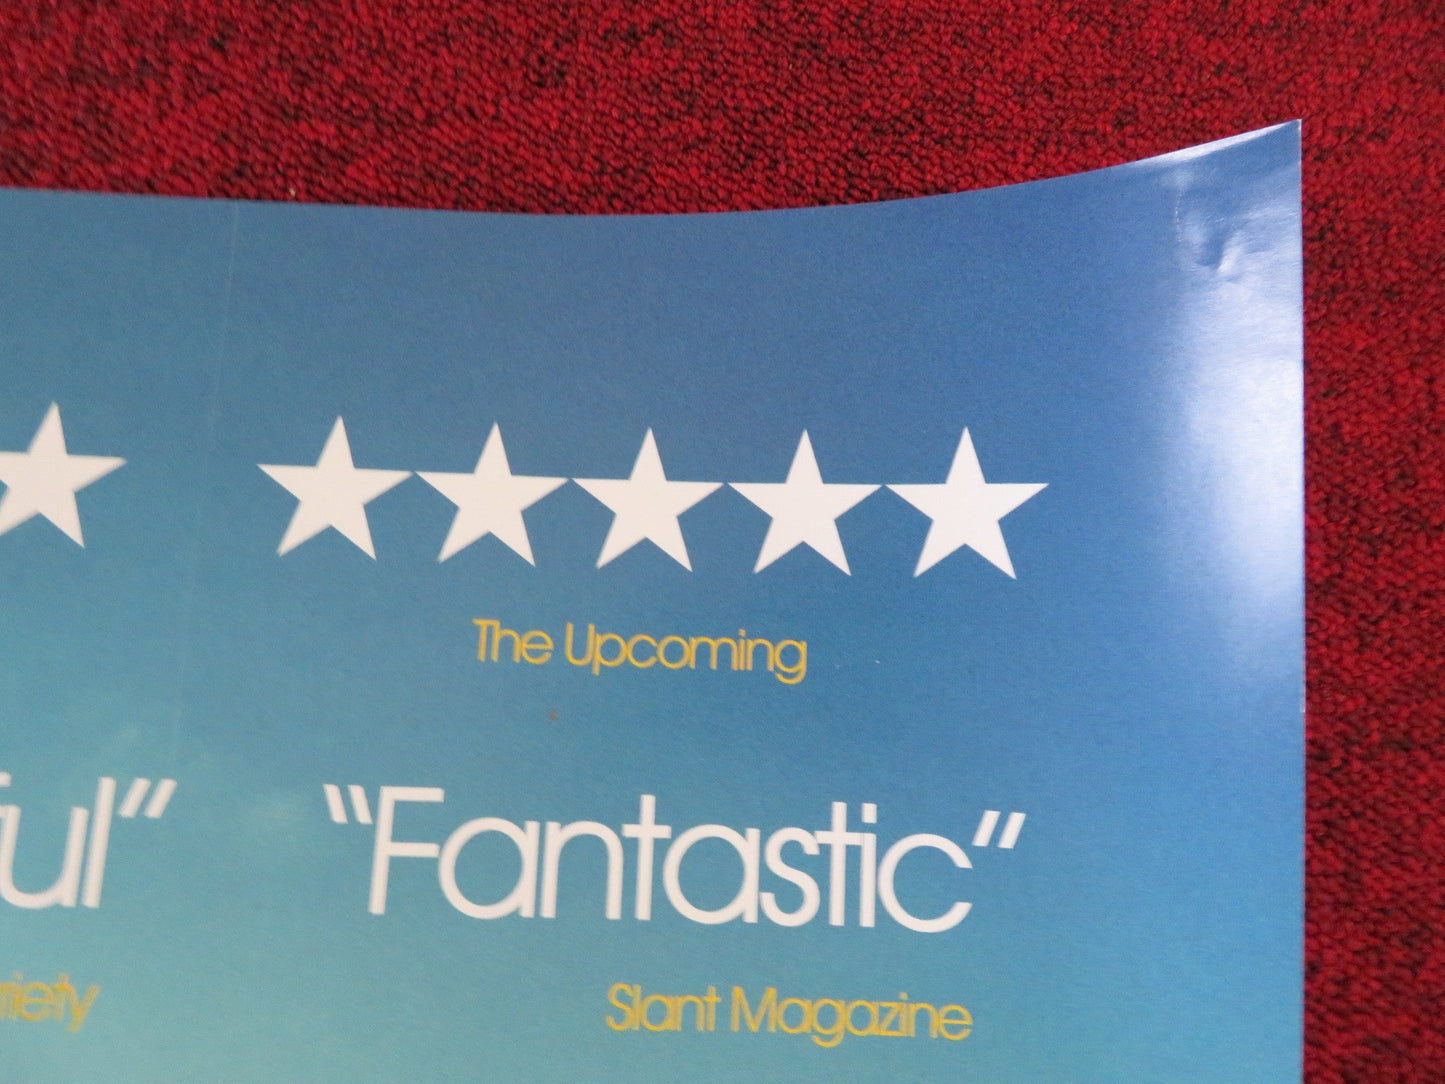 The Upcoming
“Fantastic”
Slant Magazine